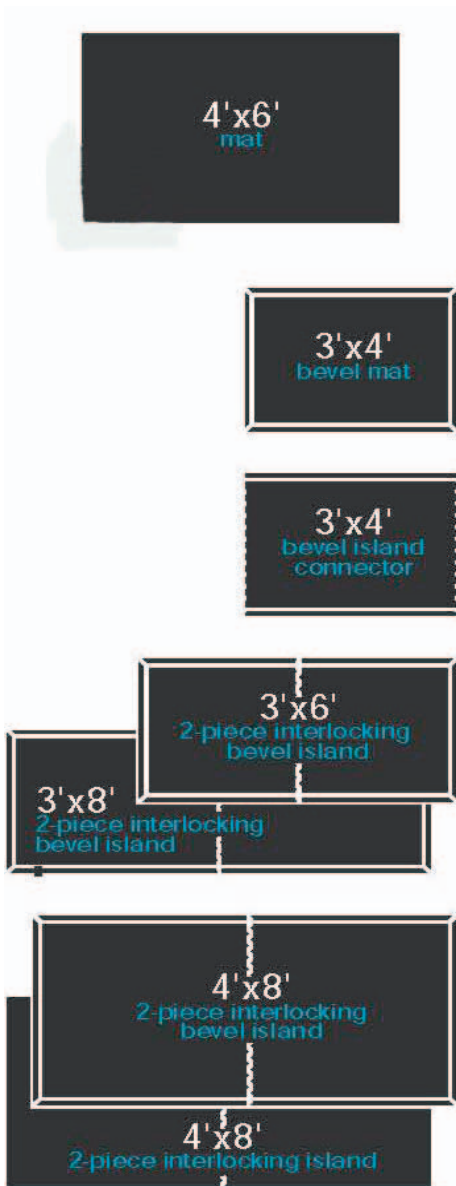 4'x6'
mat
3'x4'
bevel mat
3'x4'
bevel island
connector
3'x6'
2-piece interlocking
bevel island
3'x8'
2-piece interlocking
bevel island
4'x8'
2-piece interlocking
bevel island
4'x8'
2-piece interlocking island